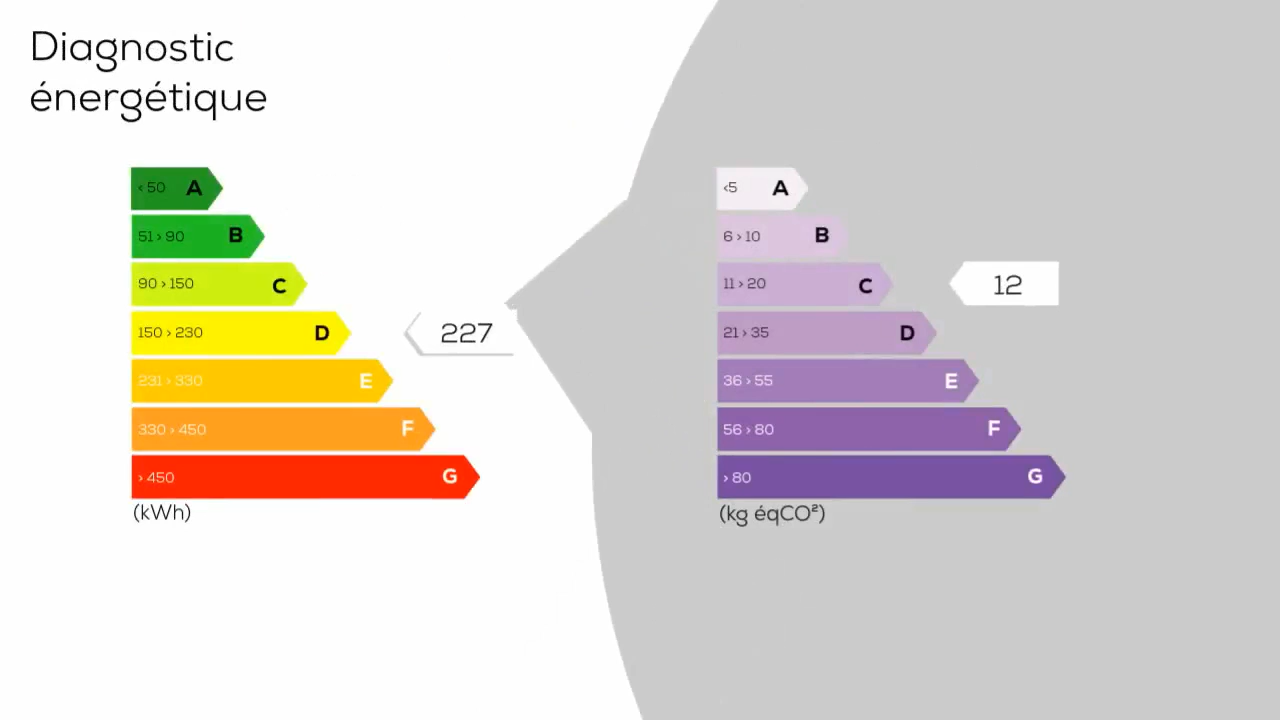 Diagnostic
énergétique
< 50 A
51 > 90 B
90 > 150 C
150 > 230 D
227
231 > 330 E
330 > 450 F
> 450 G
(kWh)
<5 A
6 > 10 B
11 > 20 C
12
21 > 35 D
36 > 55 E
56 > 80 F
> 80 G
(kg éqCO²)